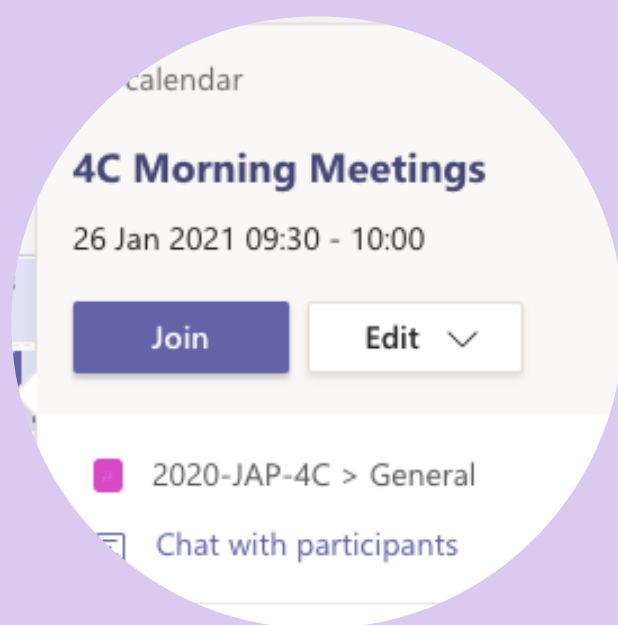 calendar
4C Morning Meetings
26 Jan 2021 09:30 - 10:00
Join Edit
2020-JAP-4C > General
Chat with participants